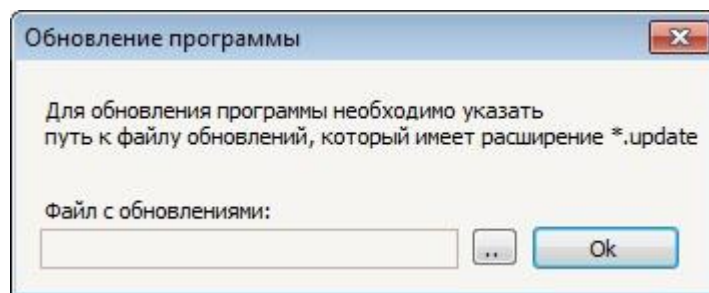 Обновление программы
Для обновления программы необходимо указать
путь к файлу обновлений, который имеет расширение *.update
Файл с обновлениями:
..
Ok